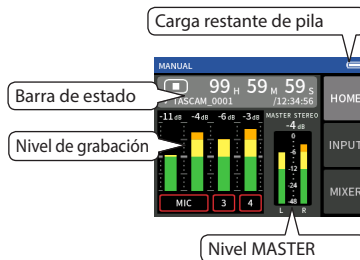 Carga restante de pila
MANUAL
99 H 59 M 59 S
TASCAM_0001 /12:34:56
Barra de estado
HOME
-11 dB -4 dB -6 dB -3 dB MASTER STEREO
-4 dB
0
Nivel de grabación
-6
INPUT
-12
-24
MIXER
-48
MIC 3 4 L R
Nivel MASTER